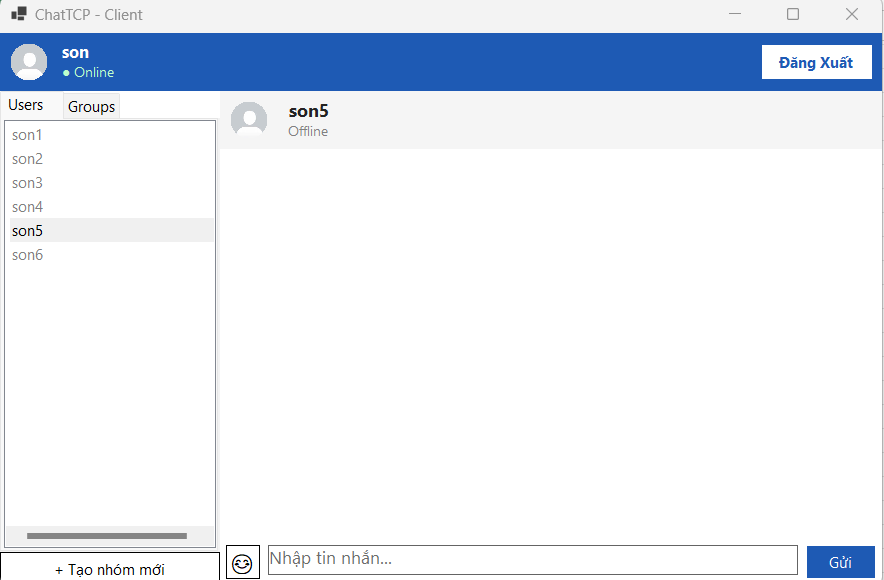 ChatTCP - Client
son
● Online
Đăng Xuất
Users
Groups
son1
son2
son3
son4
son5
son6
+ Tạo nhóm mới
son5
Offline
Nhập tin nhắn...
Gửi